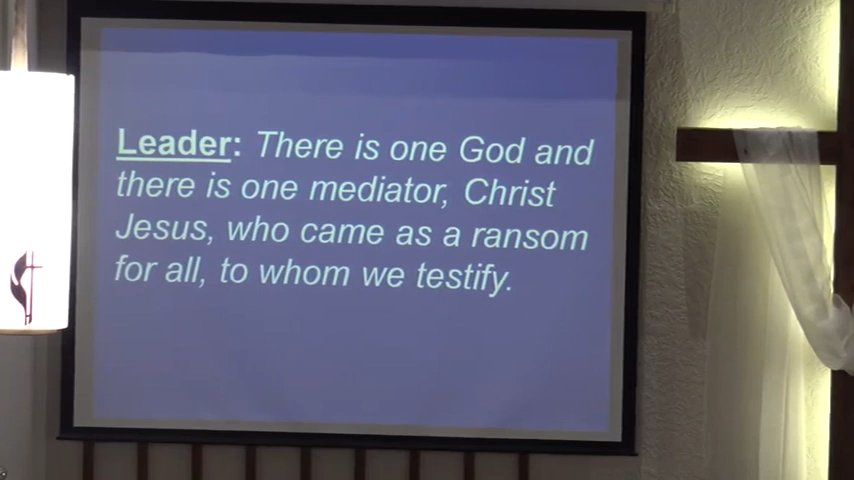 Leader: There is one God and
there is one mediator, Christ
Jesus, who came as a ransom
for all, to whom we testify.